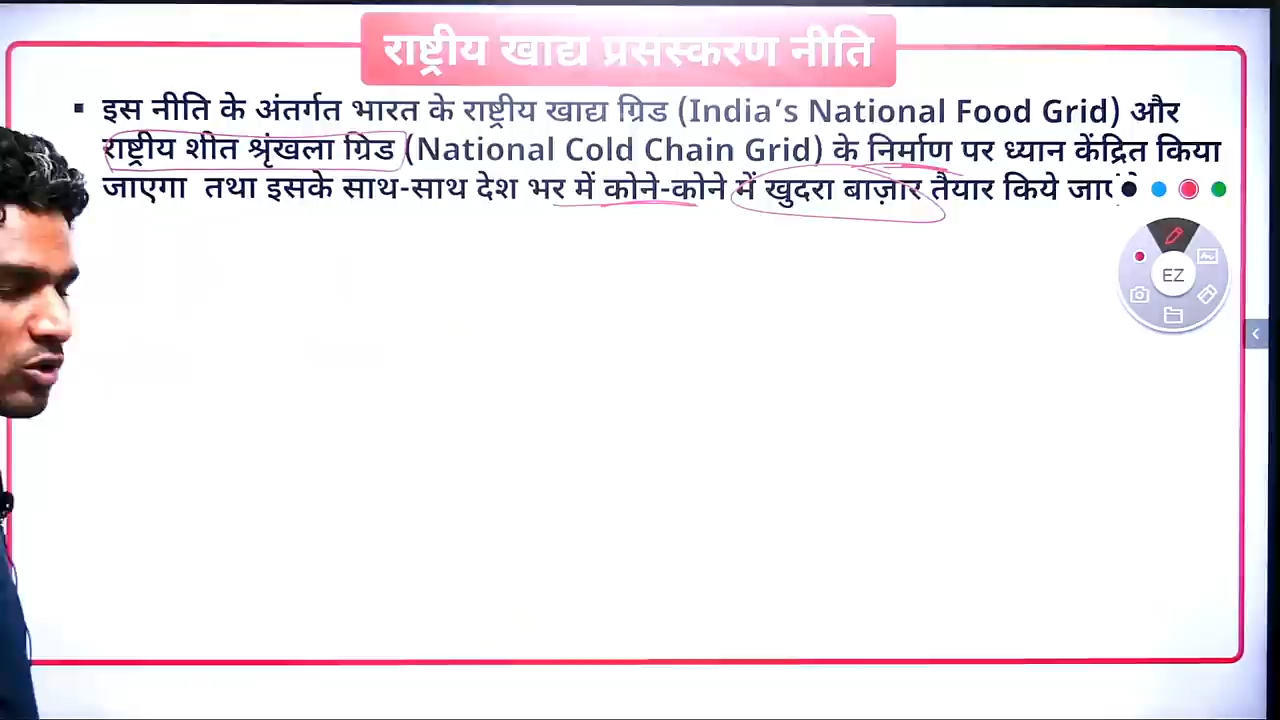 राष्ट्रीय खाद्य प्रसस्करण नीति
▪ इस नीति के अंतर्गत भारत के राष्ट्रीय खाद्य ग्रिड (India’s National Food Grid) और
राष्ट्रीय शीत श्रृंखला ग्रिड (National Cold Chain Grid) के निर्माण पर ध्यान केंद्रित किया
जाएगा तथा इसके साथ-साथ देश भर में कोने-कोने में खुदरा बाज़ार तैयार किये
EZ